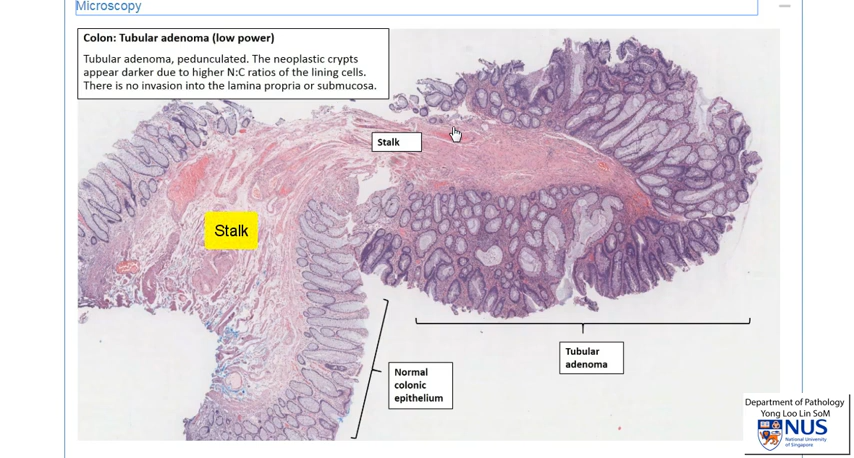 Microscopy
Colon: Tubular adenoma (low power)
Tubular adenoma, pedunculated. The neoplastic crypts
appear darker due to higher N:C ratios of the lining cells.
There is no invasion into the lamina propria or submucosa.
Stalk
Stalk
Tubular
adenoma
Normal
colonic
epithelium
Department of Pathology
Yong Loo Lin SoM
NUS
National University
of Singapore